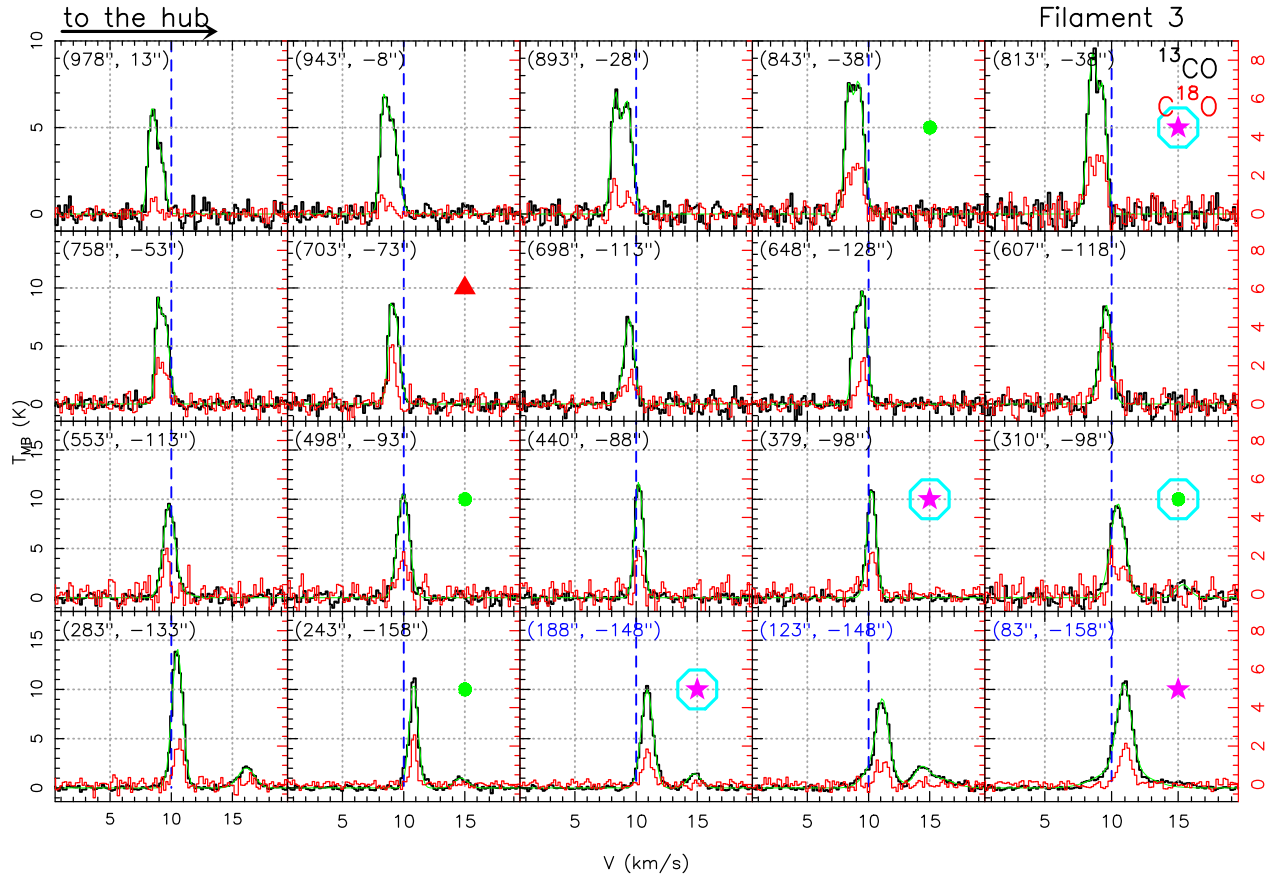 to the hub
Filament 3
(978", 13") (943", −8") (893", −28") (843", −38") (813", −38")
¹³CO
C¹⁸O
10 8
6
5 4
2
0 0
(758", −53") (703", −73") (698", −113") (648", −128") (607", −118")
8
10 6
5 4
2
0 0
(553", −113") (498", −93") (440", −88") (379", −98") (310", −98")
15 8
10 6
5 4
2
0 0
(283", −133") (243", −158") (188", −148") (123", −148") (83", −158")
15 8
10 6
5 4
2
0 0
5 10 15 5 10 15 5 10 15 5 10 15 5 10 15
T_MB (K)
V (km/s)